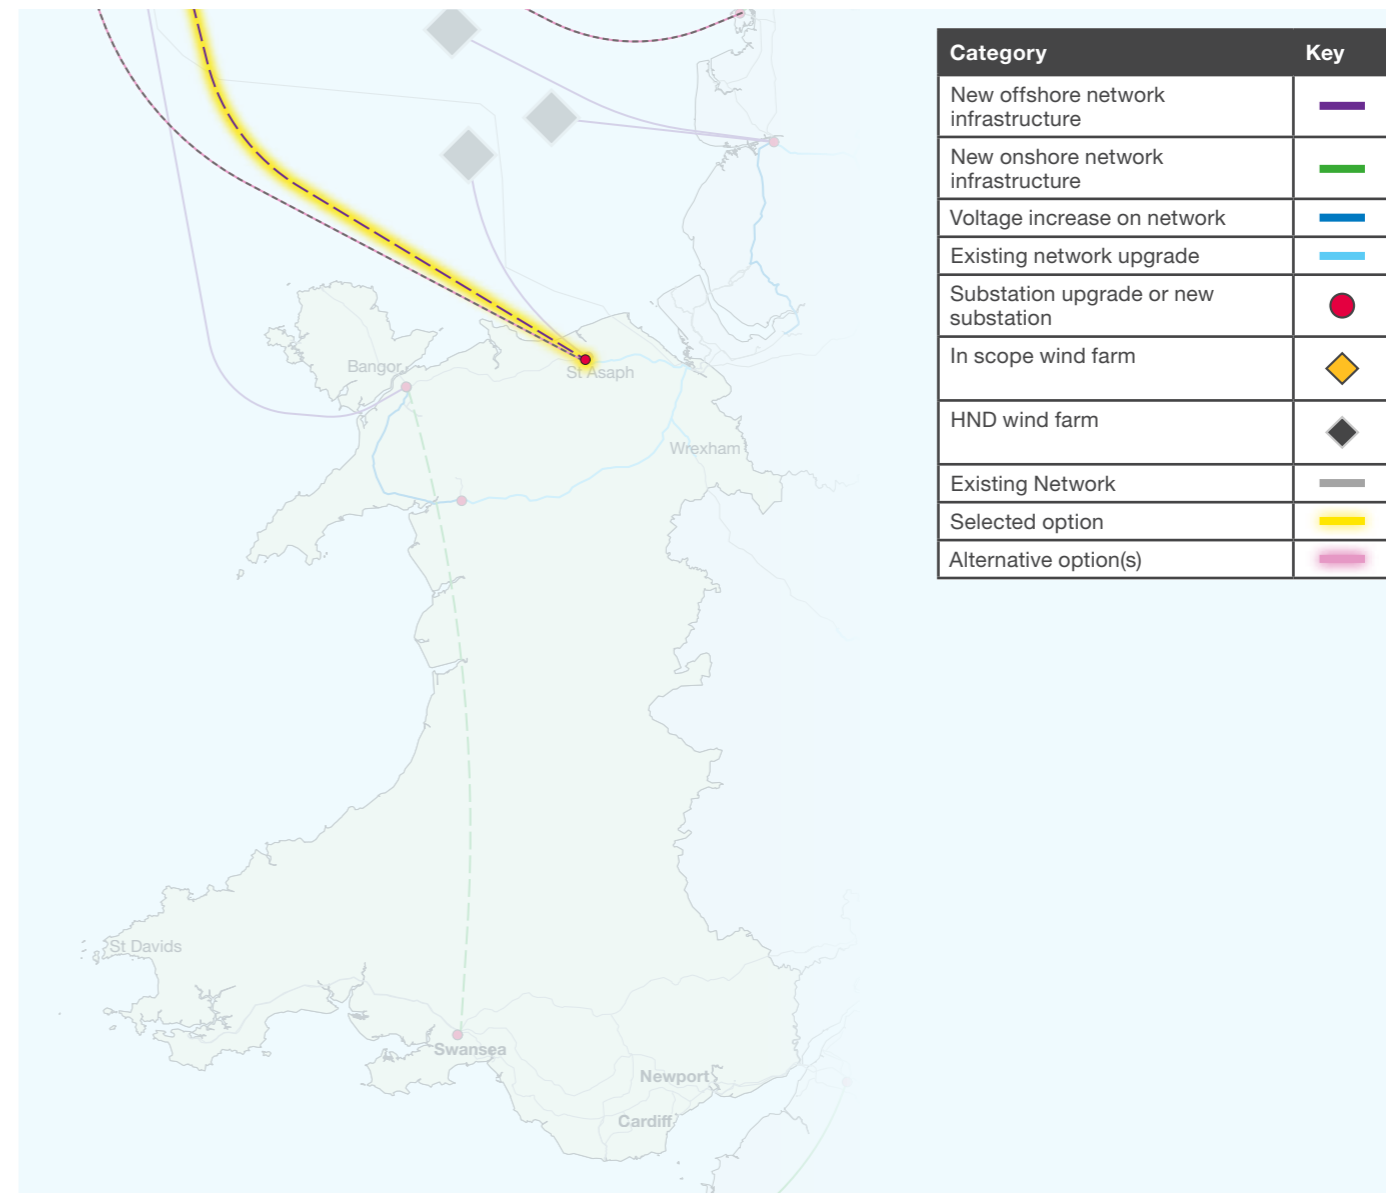 Category Key
New offshore network
infrastructure
New onshore network
infrastructure
Voltage increase on network
Existing network upgrade
Substation upgrade or new
substation
In scope wind farm
HND wind farm
Existing Network
Selected option
Alternative option(s)
Bangor
St Asaph
Wrexham
St Davids
Swansea
Newport
Cardiff